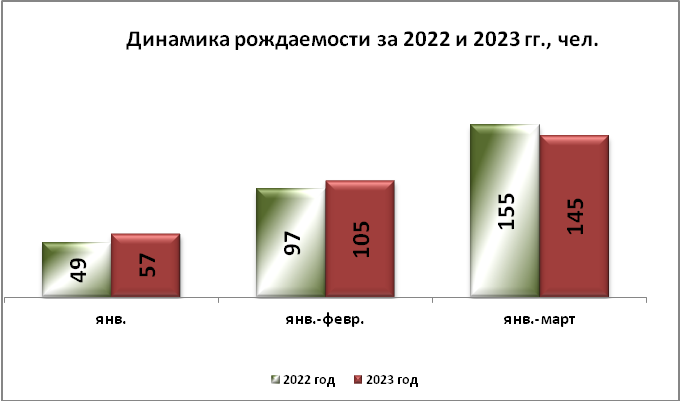 Динамика рождаемости за 2022 и 2023 гг., чел.
49
57
97
105
155
145
янв.
янв.-февр.
янв.-март
2022 год
2023 год